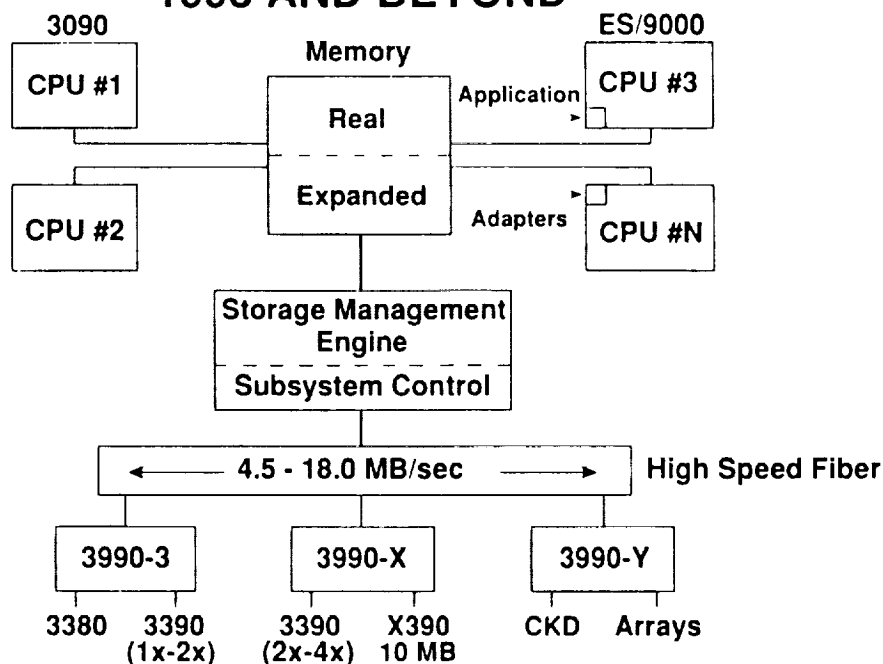 AND BEYOND
3090
ES/9000
Memory
CPU #1
Real
Expanded
Application
CPU #3
CPU #2
Adapters
CPU #N
Storage Management
Engine
Subsystem Control
4.5 - 18.0 MB/sec
High Speed Fiber
3990-3
3990-X
3990-Y
3380
3390
(1x-2x)
3390
(2x-4x)
X390
10 MB
CKD
Arrays